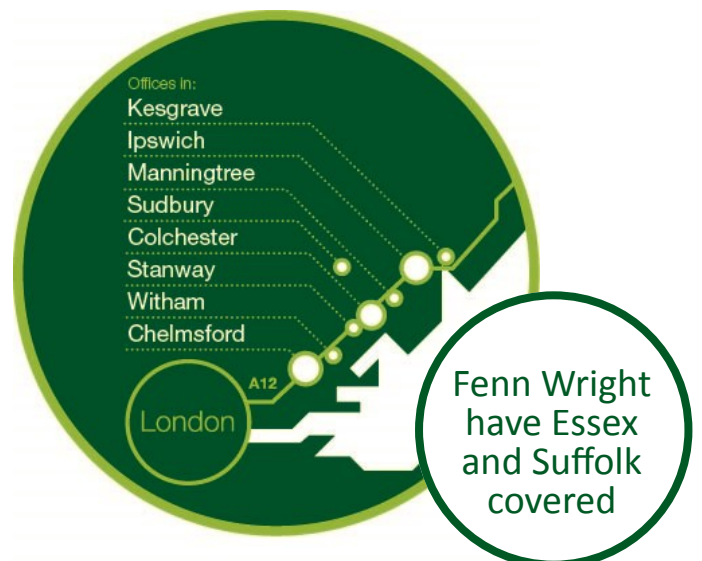 Offices in:
Kesgrave
Ipswich
Manningtree
Sudbury
Colchester
Stanway
Witham
Chelmsford
A12
London
Fenn Wright
have Essex
and Suffolk
covered